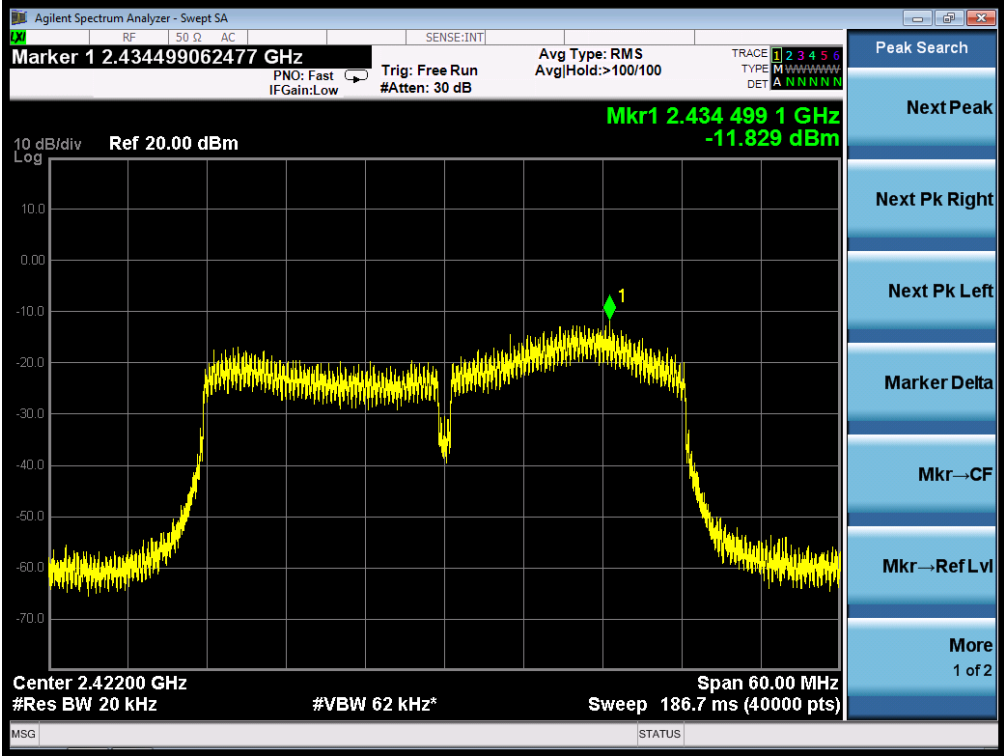 Agilent Spectrum Analyzer - Swept SA
LXI RF 50 Ω AC SENSE:INT
Marker 1 2.434499062477 GHz
PNO: Fast
IFGain:Low
Trig: Free Run
#Atten: 30 dB
Avg Type: RMS
Avg|Hold:>100/100
TRACE 1 2 3 4 5 6
TYPE M WWWWW
DET A N N N N N
Mkr1 2.434 499 1 GHz
-11.829 dBm
10 dB/div
Log
Ref 20.00 dBm
10.0
0.00
-10.0
-20.0
-30.0
-40.0
-50.0
-60.0
-70.0
1
Center 2.42200 GHz
Span 60.00 MHz
#Res BW 20 kHz
#VBW 62 kHz*
Sweep 186.7 ms (40000 pts)
MSG
STATUS
Peak Search
Next Peak
Next Pk Right
Next Pk Left
Marker Delta
Mkr→CF
Mkr→Ref Lvl
More
1 of 2